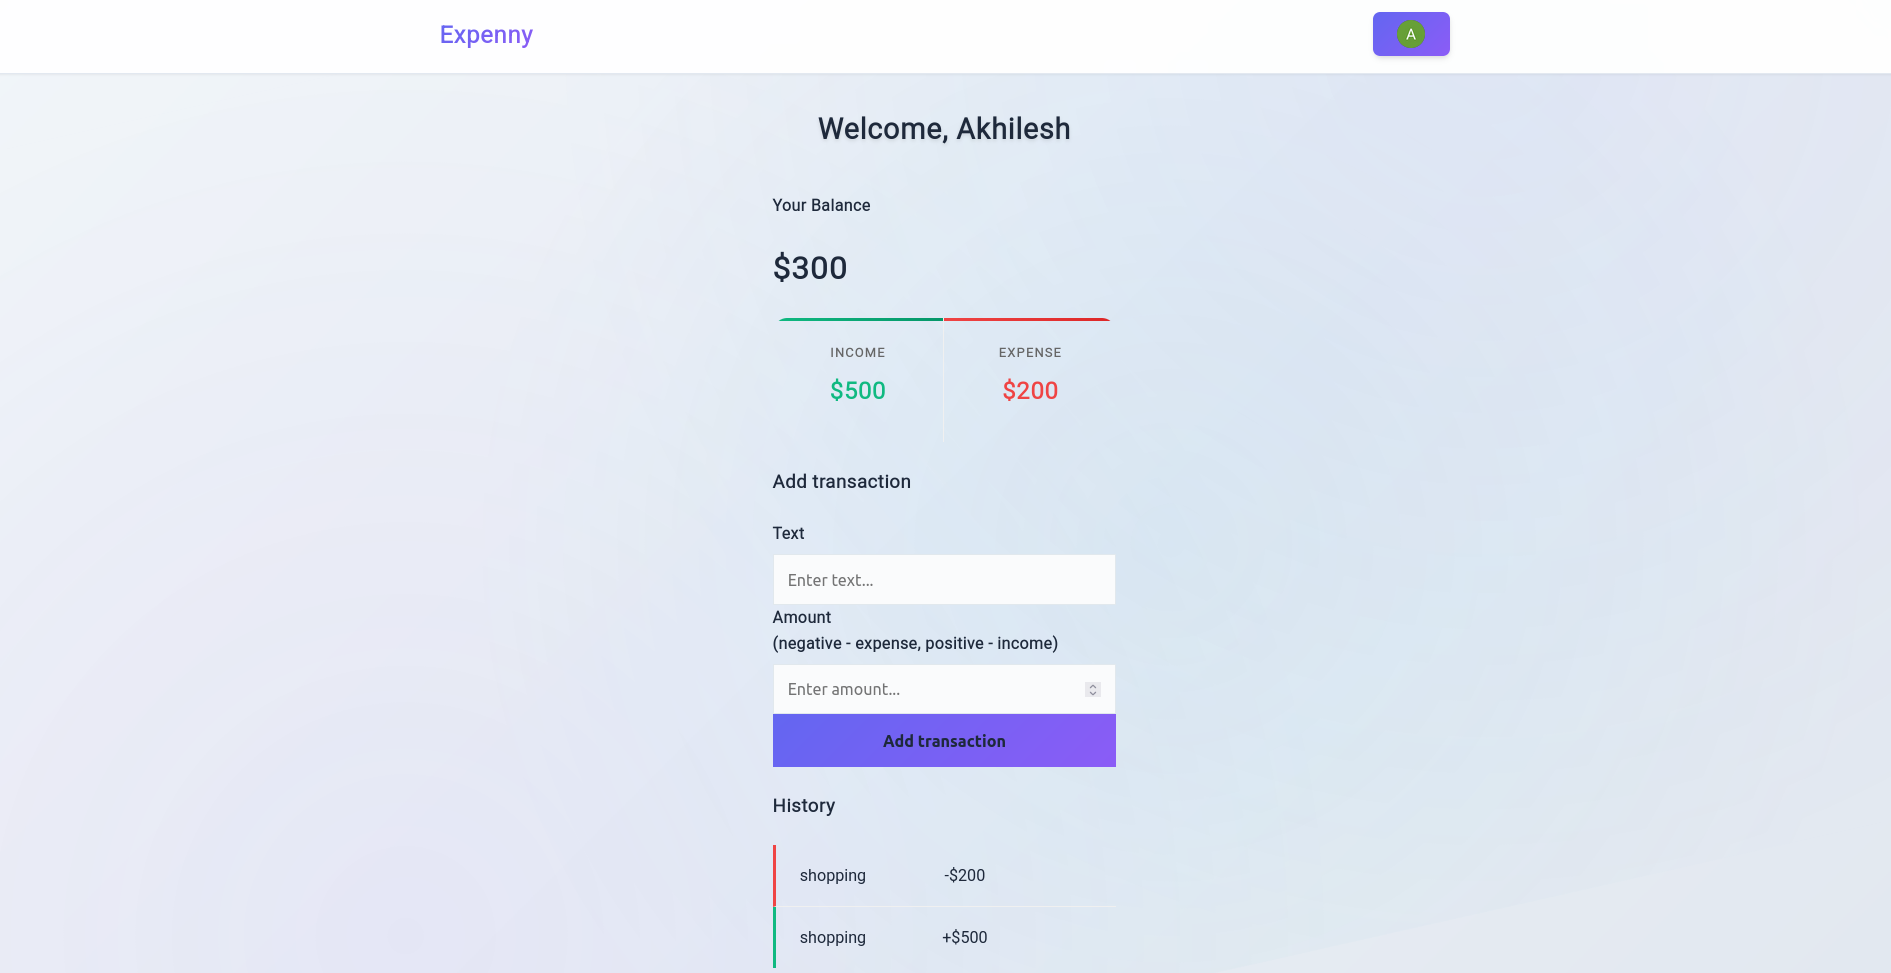 Expenny
A
Welcome, Akhilesh
Your Balance
$300
INCOME
EXPENSE
$500
$200
Add transaction
Text
Enter text...
Amount
(negative - expense, positive - income)
Enter amount...
Add transaction
History
shopping -$200
shopping +$500